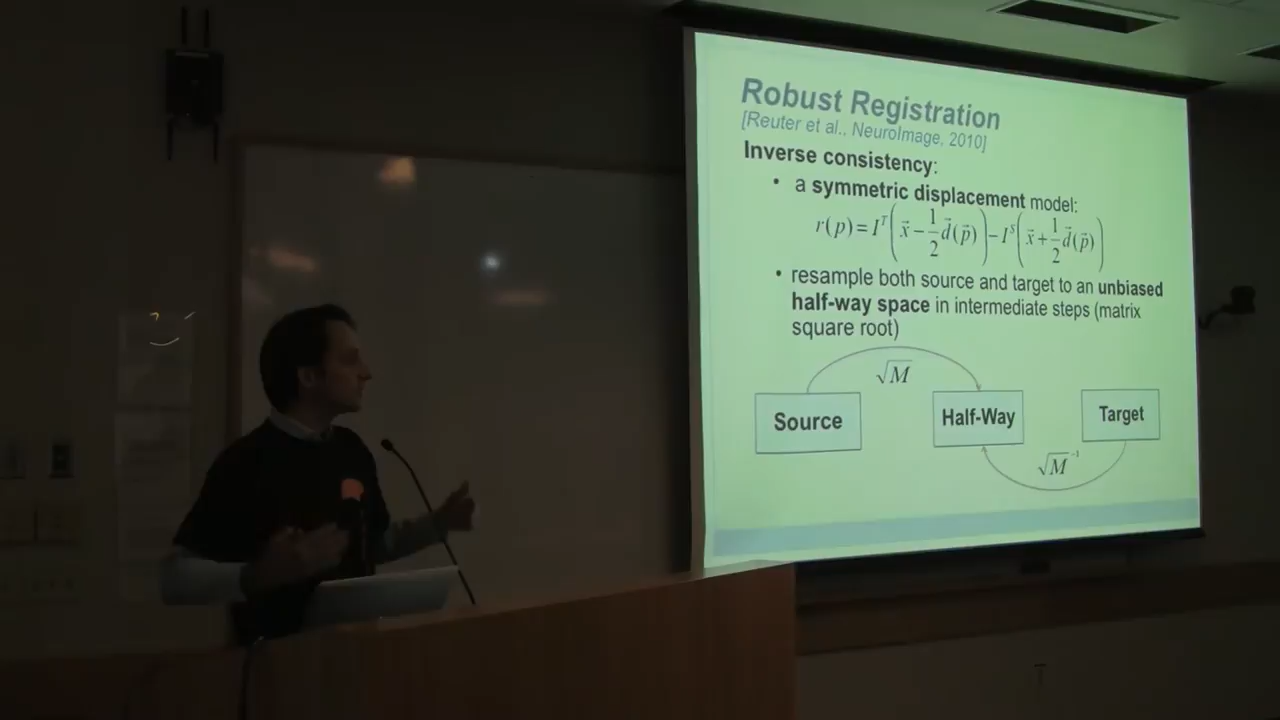 Robust Registration
[Reuter et al., NeuroImage, 2010]
Inverse consistency:
• a symmetric displacement model:
r(p)=I^T(x⃗−1/2 d⃗(p⃗))−I^S(x⃗+1/2 d⃗(p⃗))
• resample both source and target to an unbiased
half-way space in intermediate steps (matrix
square root)
√M
Source
Half-Way
Target
√M^-1